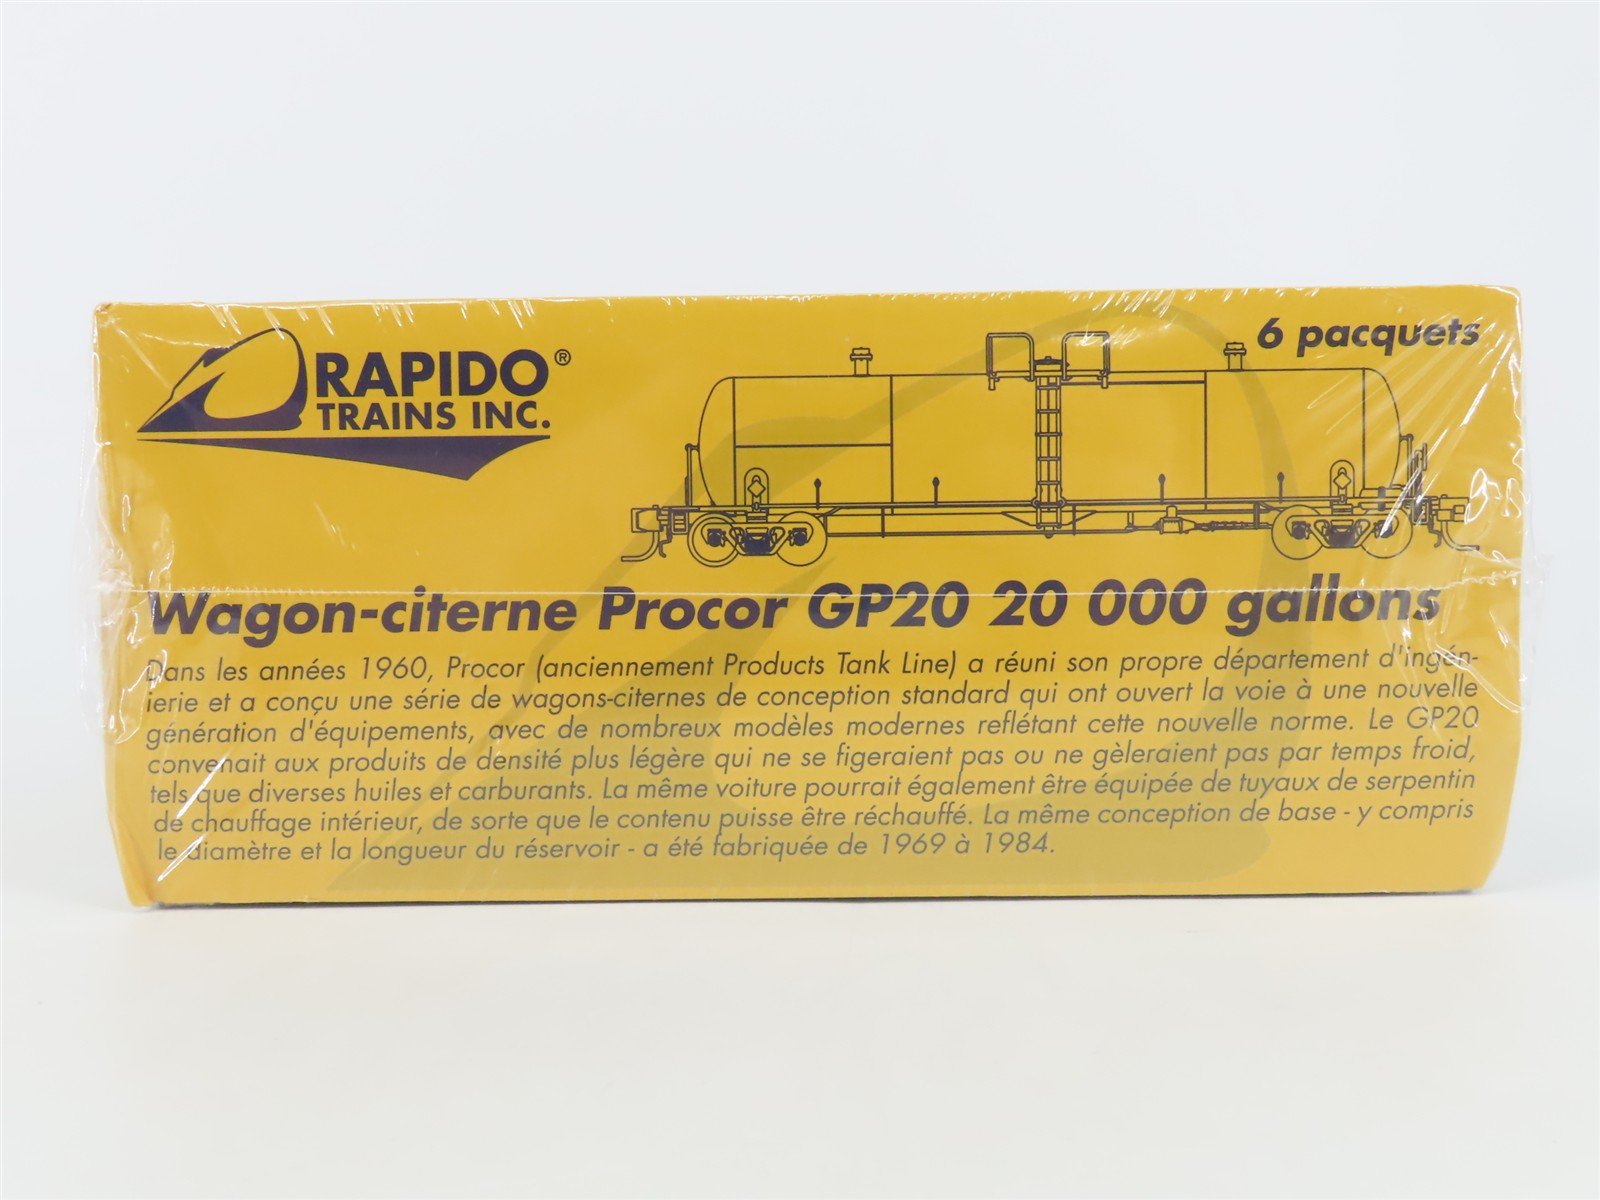 RAPIDO®
TRAINS INC.
6 pacquets
Wagon-citerne Procor GP20 20 000 gallons
Dans les années 1960, Procor (anciennement Products Tank Line) a réuni son propre département d'ingén-
ierie et a conçu une série de wagons-citernes de conception standard qui ont ouvert la voie à une nouvelle
génération d'équipements, avec de nombreux modèles modernes reflétant cette nouvelle norme. Le GP20
convenait aux produits de densité plus légère qui ne se figeraient pas ou ne gèleraient pas par temps froid,
tels que diverses huiles et carburants. La même voiture pourrait également être équipée de tuyaux de serpentin
de chauffage intérieur, de sorte que le contenu puisse être réchauffé. La même conception de base - y compris
le diamètre et la longueur du réservoir - a été fabriquée de 1969 à 1984.